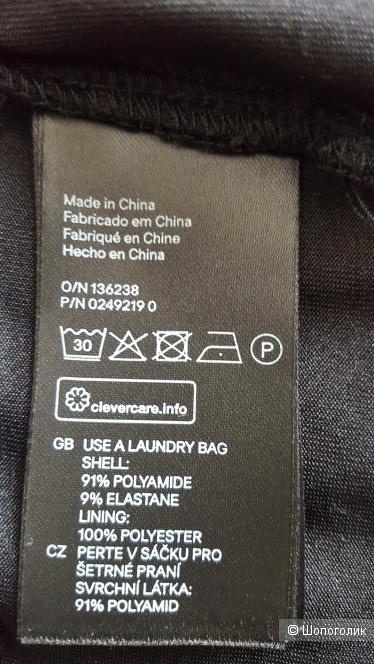 Made in China
Fabricado em China
Fabriqué en Chine
Hecho en China
O/N 136238
P/N 0249219 0
30 P
clevercare.info
GB USE A LAUNDRY BAG
SHELL:
91% POLYAMIDE
9% ELASTANE
LINING:
100% POLYESTER
CZ PERTE V SÁČKU PRO
ŠETRNÉ PRANÍ
SVRCHNÍ LÁTKA:
91% POLYAMID
© Шопоголик